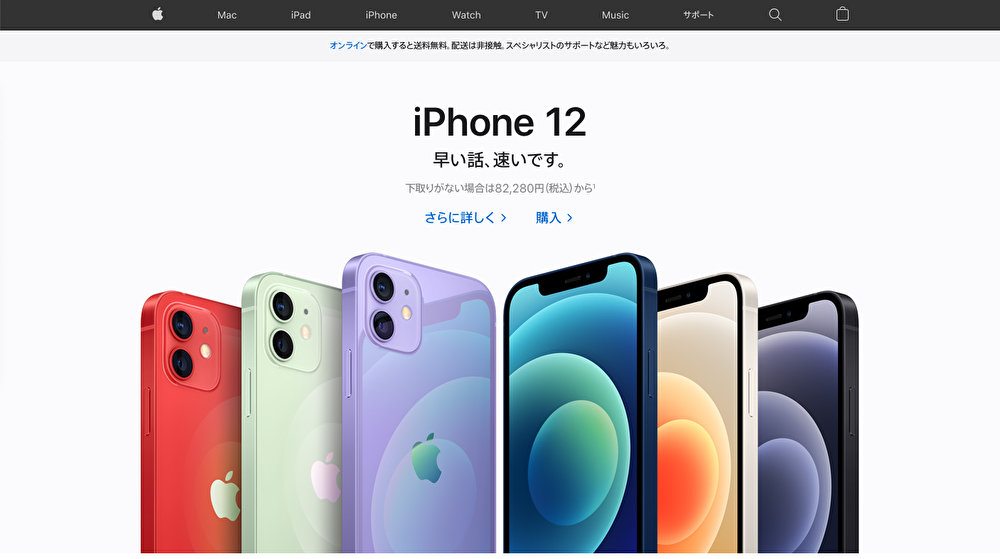 Mac iPad iPhone Watch TV Music サポート
オンラインで購入すると送料無料。配送は非接触。スペシャリストのサポートなど魅力もいろいろ。
iPhone 12
早い話、速いです。
下取りがない場合は82,280円(税込)から¹
さらに詳しく > 購入 >